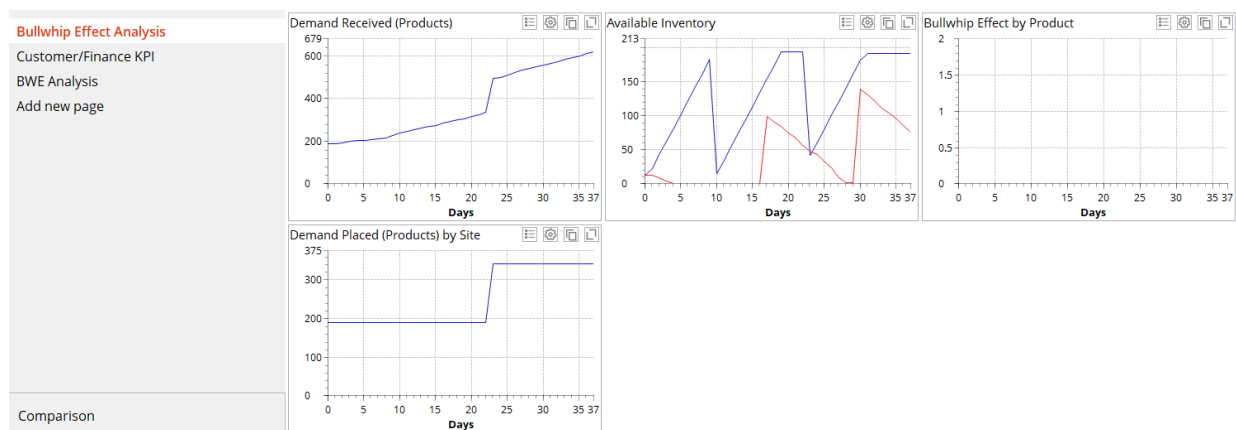 Bullwhip Effect Analysis
Customer/Finance KPI
BWE Analysis
Add new page
Comparison
Demand Received (Products)
679
600
400
200
0
0 5 10 15 20 25 30 35 37
Days
Available Inventory
213
150
100
50
0
0 5 10 15 20 25 30 35 37
Days
Bullwhip Effect by Product
2
1.5
1
0.5
0
0 5 10 15 20 25 30 35 37
Days
Demand Placed (Products) by Site
375
300
200
100
0
0 5 10 15 20 25 30 35 37
Days